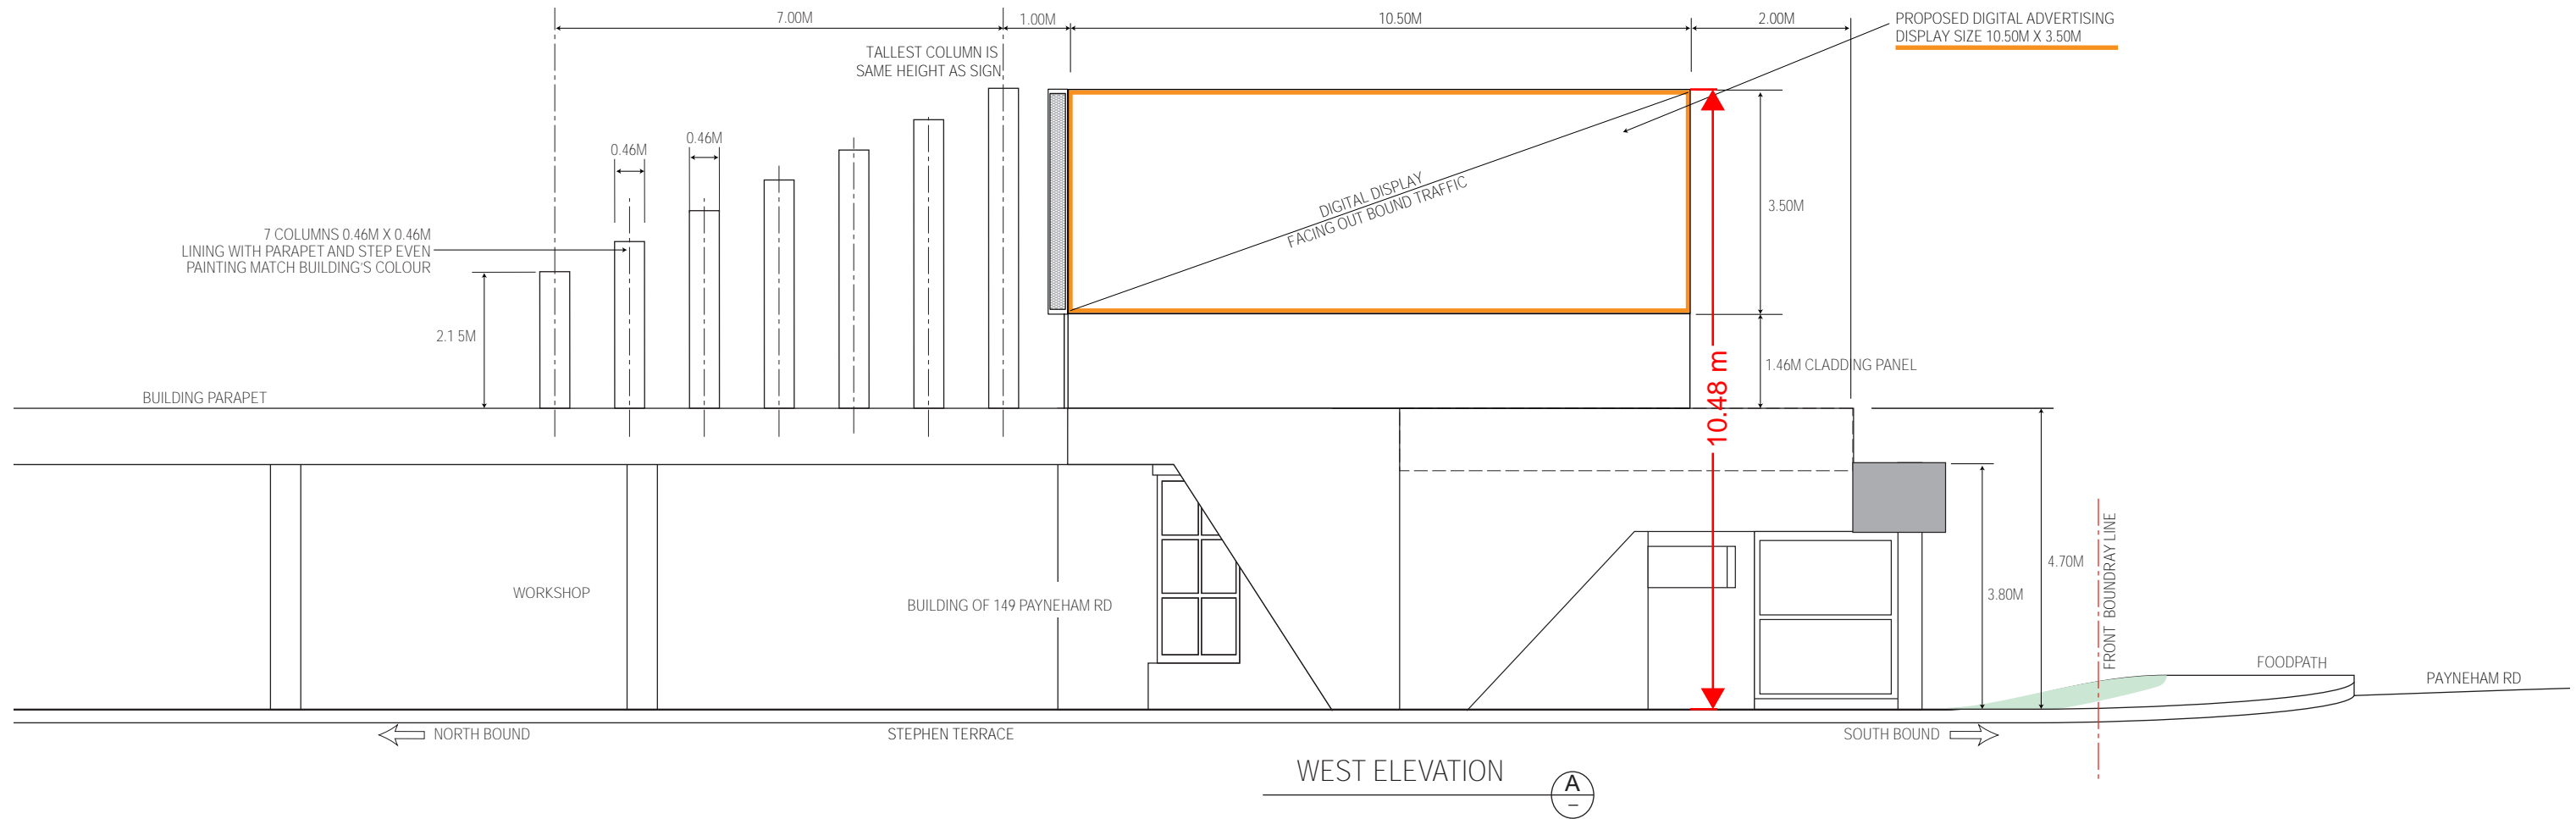 7.00M
1.00M
10.50M
2.00M
PROPOSED DIGITAL ADVERTISING
DISPLAY SIZE 10.50M X 3.50M
TALLEST COLUMN IS
SAME HEIGHT AS SIGN
0.46M
0.46M
DIGITAL DISPLAY
FACING OUT BOUND TRAFFIC
3.50M
7 COLUMNS 0.46M X 0.46M
LINING WITH PARAPET AND STEP EVEN
PAINTING MATCH BUILDING'S COLOUR
2.1 5M
1.46M CLADDING PANEL
10.48 m
BUILDING PARAPET
WORKSHOP
BUILDING OF 149 PAYNEHAM RD
3.80M
4.70M
FRONT BOUNDRAY LINE
FOODPATH
PAYNEHAM RD
NORTH BOUND
STEPHEN TERRACE
SOUTH BOUND
WEST ELEVATION
A
–